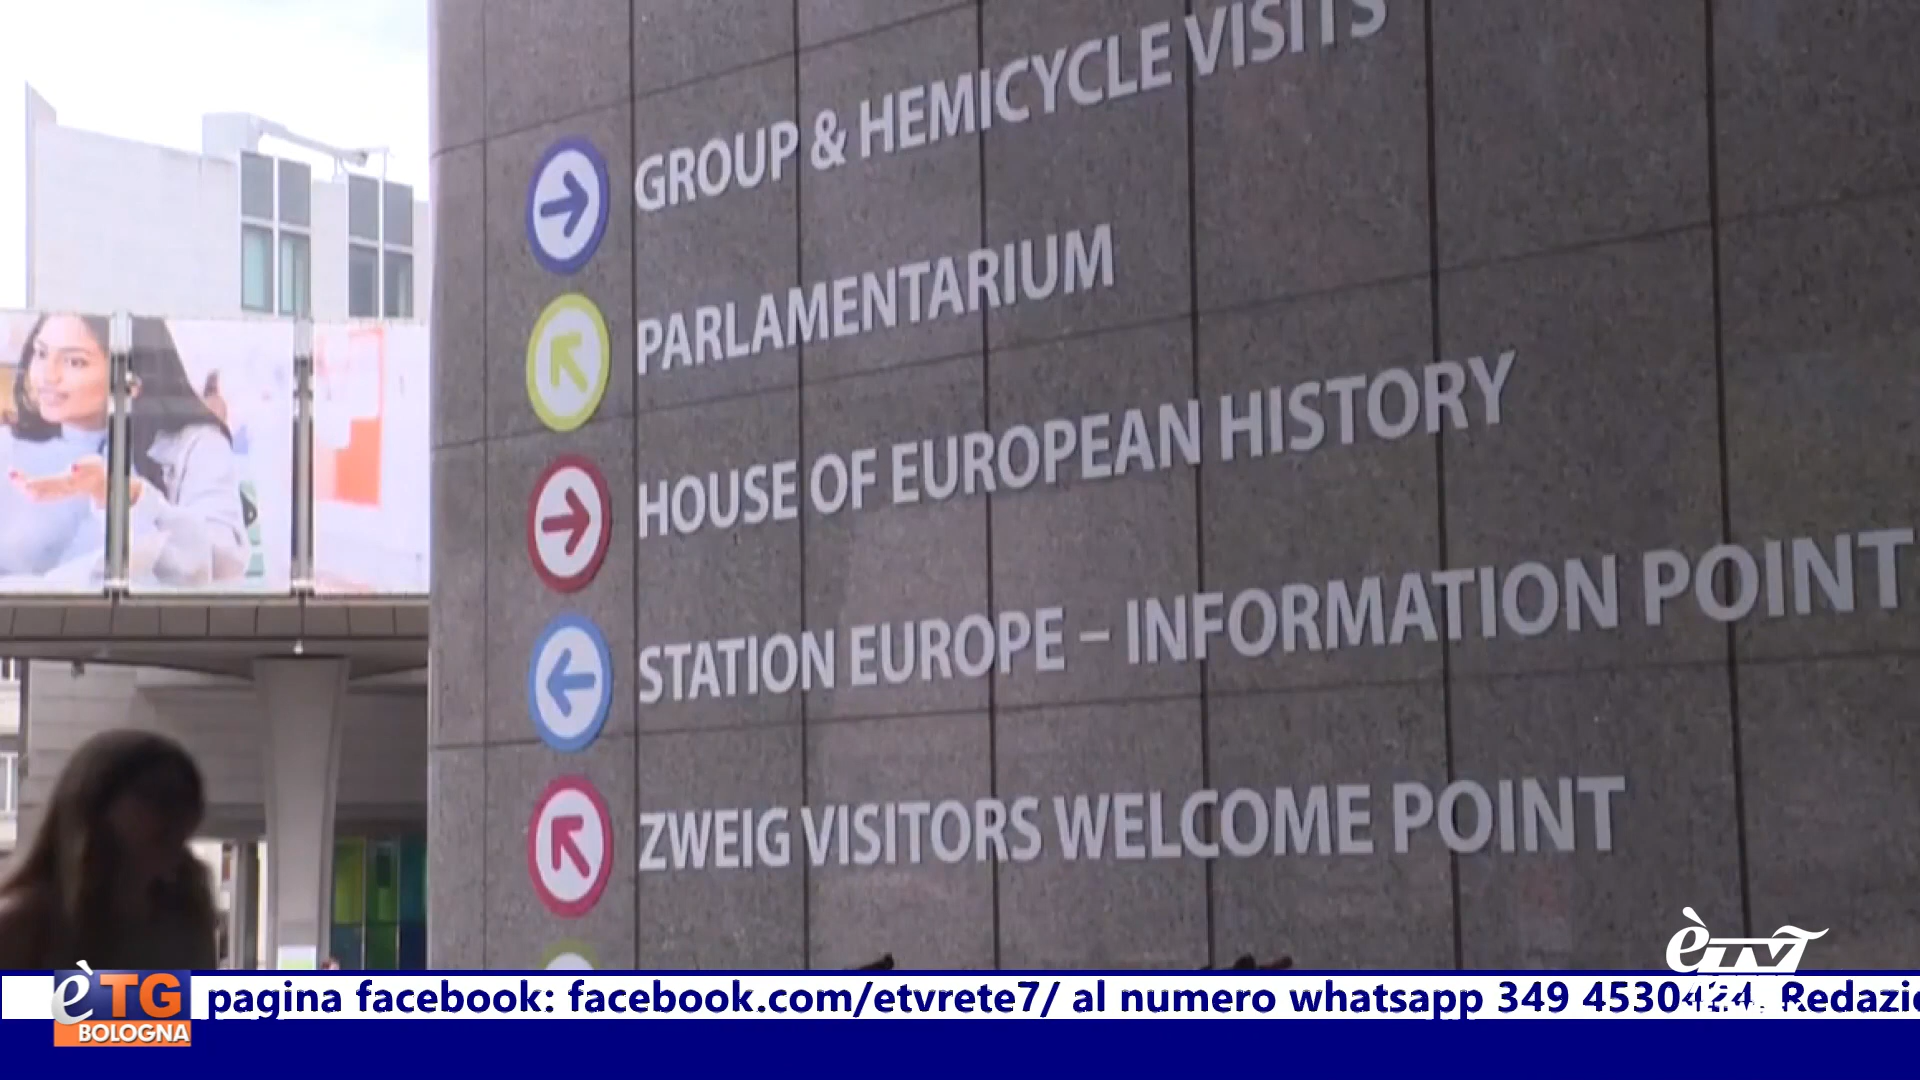 GROUP & HEMICYCLE VISITS
PARLAMENTARIUM
HOUSE OF EUROPEAN HISTORY
STATION EUROPE – INFORMATION POINT
ZWEIG VISITORS WELCOME POINT
èTV
èTG
BOLOGNA
pagina facebook: facebook.com/etvrete7/ al numero whatsapp 349 4530424.